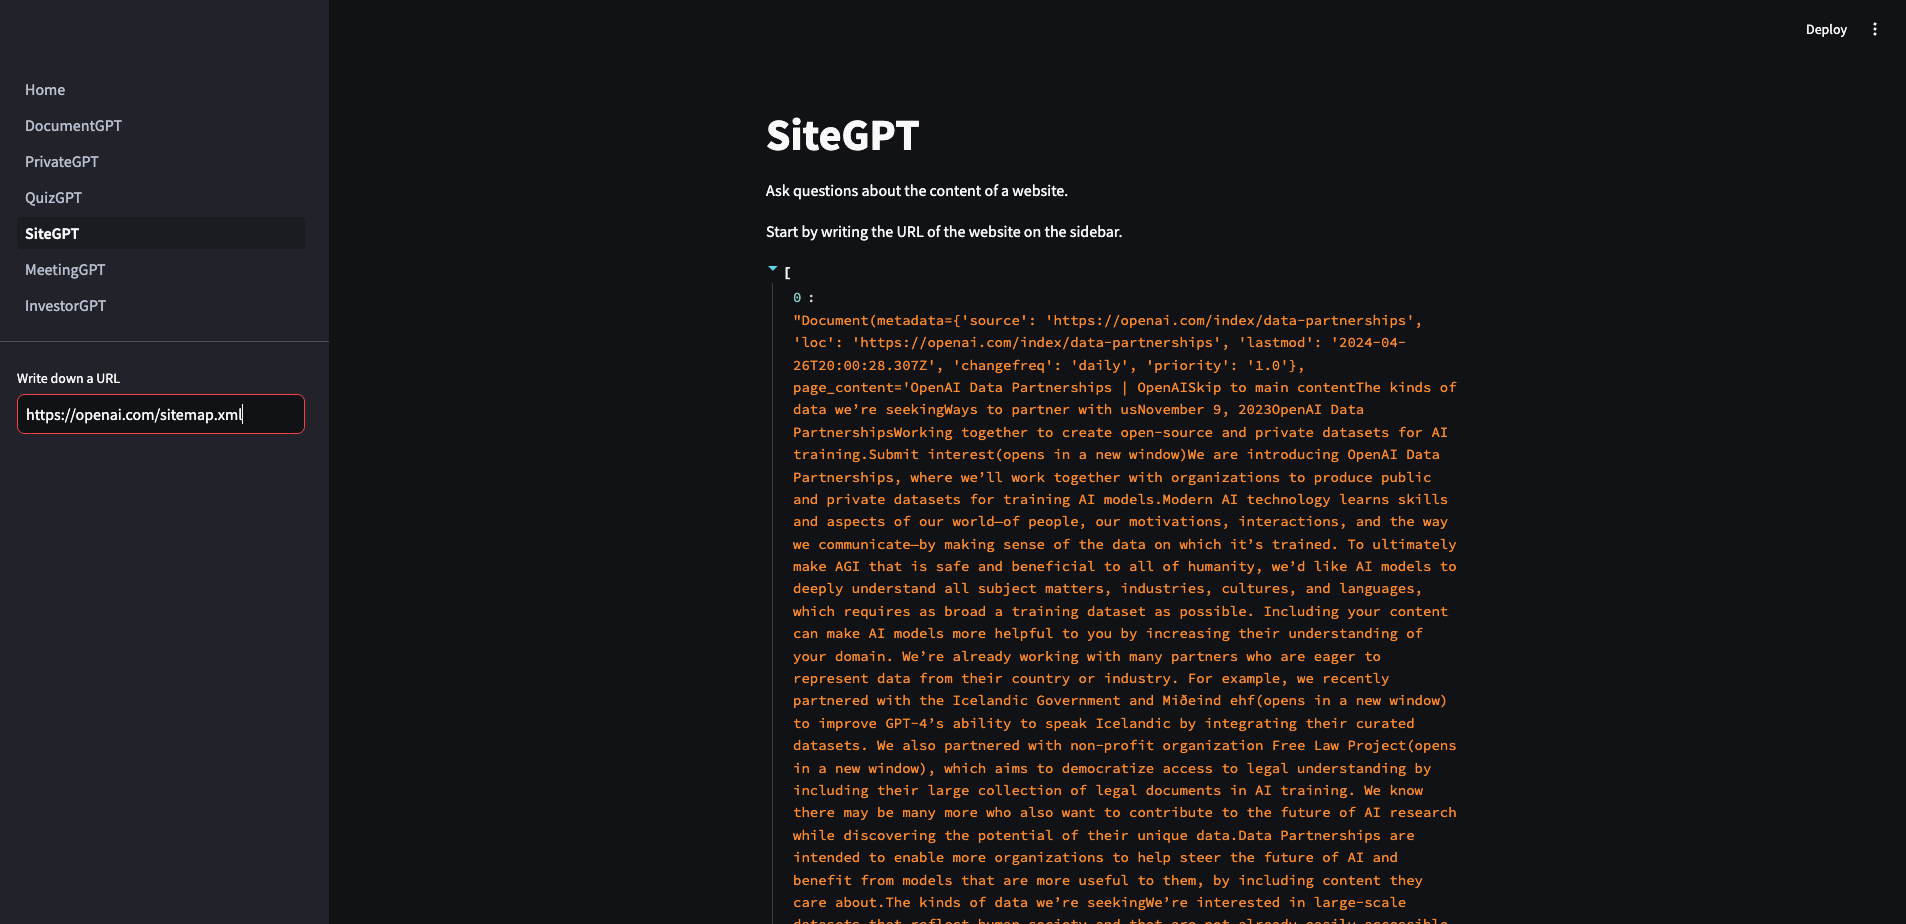 Deploy
Home
DocumentGPT
PrivateGPT
QuizGPT
SiteGPT
MeetingGPT
InvestorGPT
Write down a URL
https://openai.com/sitemap.xml
SiteGPT
Ask questions about the content of a website.
Start by writing the URL of the website on the sidebar.
[
0 :
"Document(metadata={'source': 'https://openai.com/index/data-partnerships',
'loc': 'https://openai.com/index/data-partnerships', 'lastmod': '2024-04-
26T20:00:28.307Z', 'changefreq': 'daily', 'priority': '1.0'},
page_content='OpenAI Data Partnerships | OpenAISkip to main contentThe kinds of
data we’re seekingWays to partner with usNovember 9, 2023OpenAI Data
PartnershipsWorking together to create open-source and private datasets for AI
training.Submit interest(opens in a new window)We are introducing OpenAI Data
Partnerships, where we’ll work together with organizations to produce public
and private datasets for training AI models.Modern AI technology learns skills
and aspects of our world—of people, our motivations, interactions, and the way
we communicate—by making sense of the data on which it’s trained. To ultimately
make AGI that is safe and beneficial to all of humanity, we’d like AI models to
deeply understand all subject matters, industries, cultures, and languages,
which requires as broad a training dataset as possible. Including your content
can make AI models more helpful to you by increasing their understanding of
your domain. We’re already working with many partners who are eager to
represent data from their country or industry. For example, we recently
partnered with the Icelandic Government and Miðeind ehf(opens in a new window)
to improve GPT-4’s ability to speak Icelandic by integrating their curated
datasets. We also partnered with non-profit organization Free Law Project(opens
in a new window), which aims to democratize access to legal understanding by
including their large collection of legal documents in AI training. We know
there may be many more who also want to contribute to the future of AI research
while discovering the potential of their unique data.Data Partnerships are
intended to enable more organizations to help steer the future of AI and
benefit from models that are more useful to them, by including content they
care about.The kinds of data we’re seekingWe’re interested in large-scale
datasets that reflect human society and that are not already easily accessible